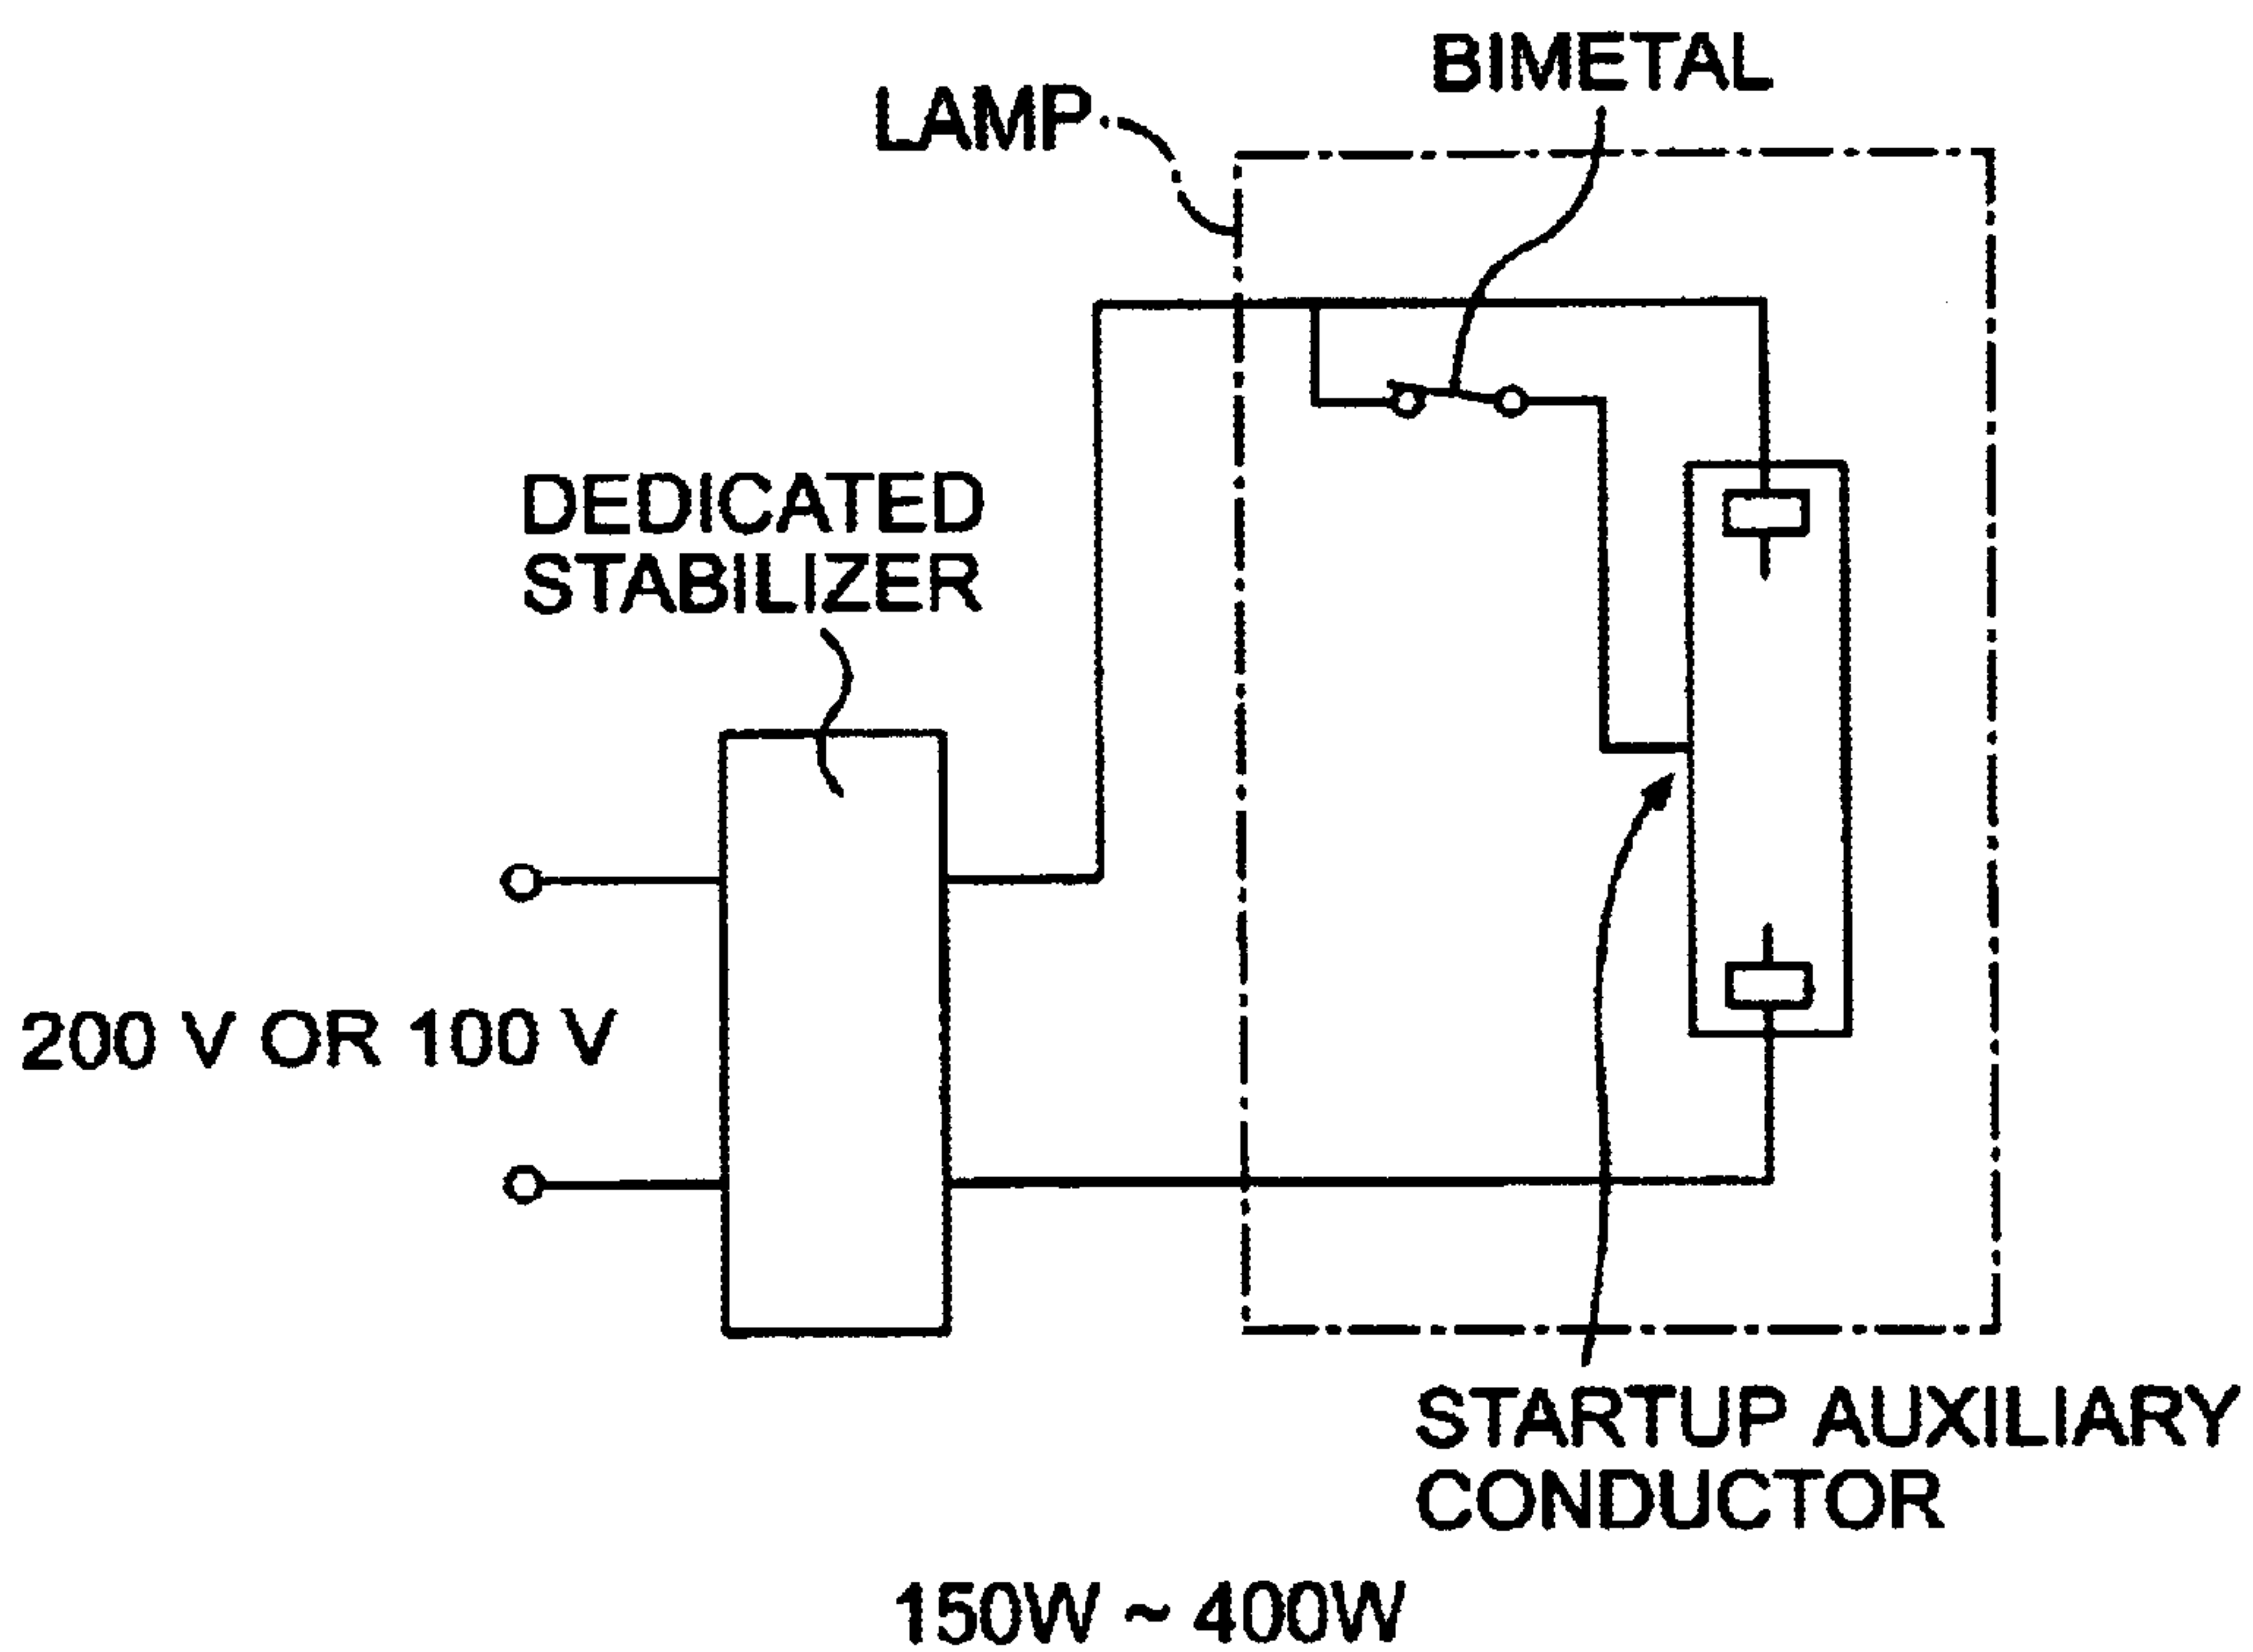 BIMETAL
LAMP
DEDICATED
STABILIZER
200 V OR 100 V
STARTUP AUXILIARY
CONDUCTOR
150W ~ 400W